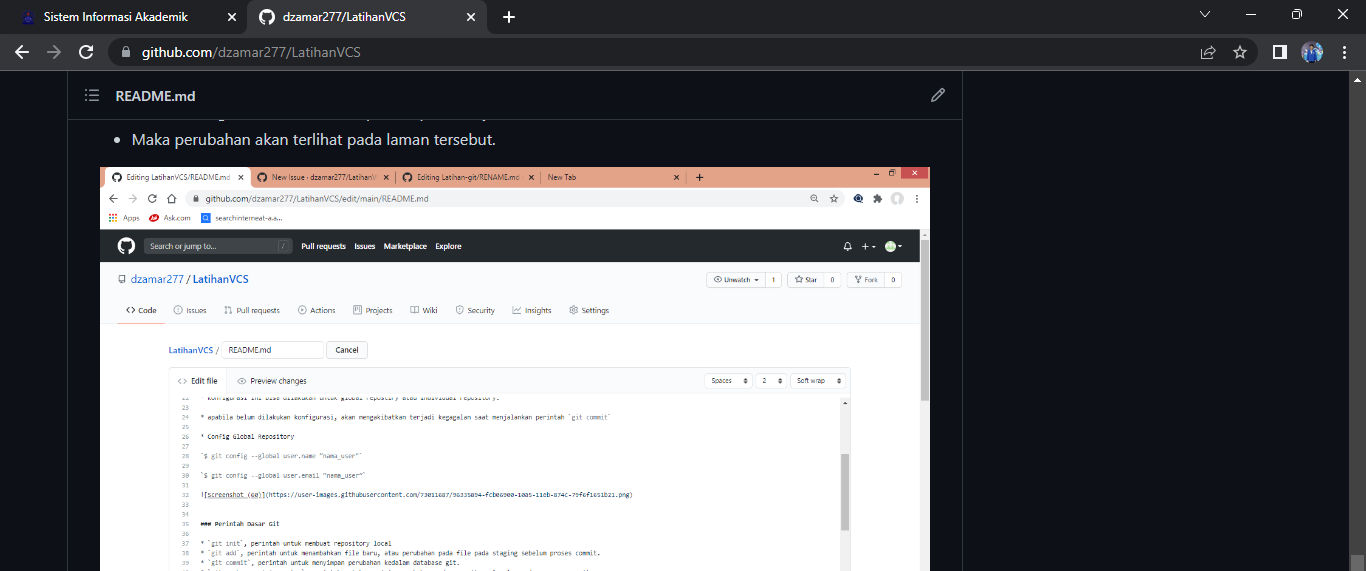 Sistem Informasi Akademik
dzamar277/LatihanVCS
github.com/dzamar277/LatihanVCS
README.md
Maka perubahan akan terlihat pada laman tersebut.
Editing LatihanVCS/README.md
New Issue · dzamar277/LatihanV
Editing Latihan-git/RENAME.md
New Tab
github.com/dzamar277/LatihanVCS/edit/main/README.md
Apps
Ask.com
searchinterneat-a.a...
Search or jump to...
/
Pull requests
Issues
Marketplace
Explore
dzamar277 / LatihanVCS
Unwatch
1
Star
0
Fork
0
Code
Issues
Pull requests
Actions
Projects
Wiki
Security
Insights
Settings
LatihanVCS /
README.md
Cancel
Edit file
Preview changes
Spaces
2
Soft wrap
22 * Konfigurasi ini bisa dilakukan untuk global
23
24 * apabila belum dilakukan konfigurasi, akan mengakibatkan terjadi kegagalan saat menjalankan perintah `git commit`
25
26 * Config Global Repository
27
28 `$ git config --global user.name "nama_user"`
29
30 `$ git config --global user.email "nama_user"`
31
32 ![Screenshot (60)](https://user-images.githubusercontent.com/
33
34
35 ### Perintah Dasar Git
36
37 * `git init`, perintah untuk membuat repository local
38 * `git add`, perintah untuk menambahkan file baru, atau perubahan pada file pada staging sebelum proses commit.
39 * `git commit`, perintah untuk menyimpan perubahan kedalam database git.